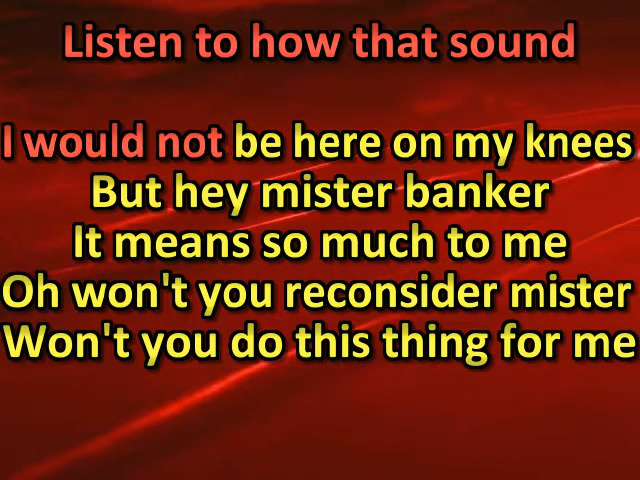 Listen to how that sound
I would not be here on my knees
But hey mister banker
It means so much to me
Oh won't you reconsider mister
Won't you do this thing for me